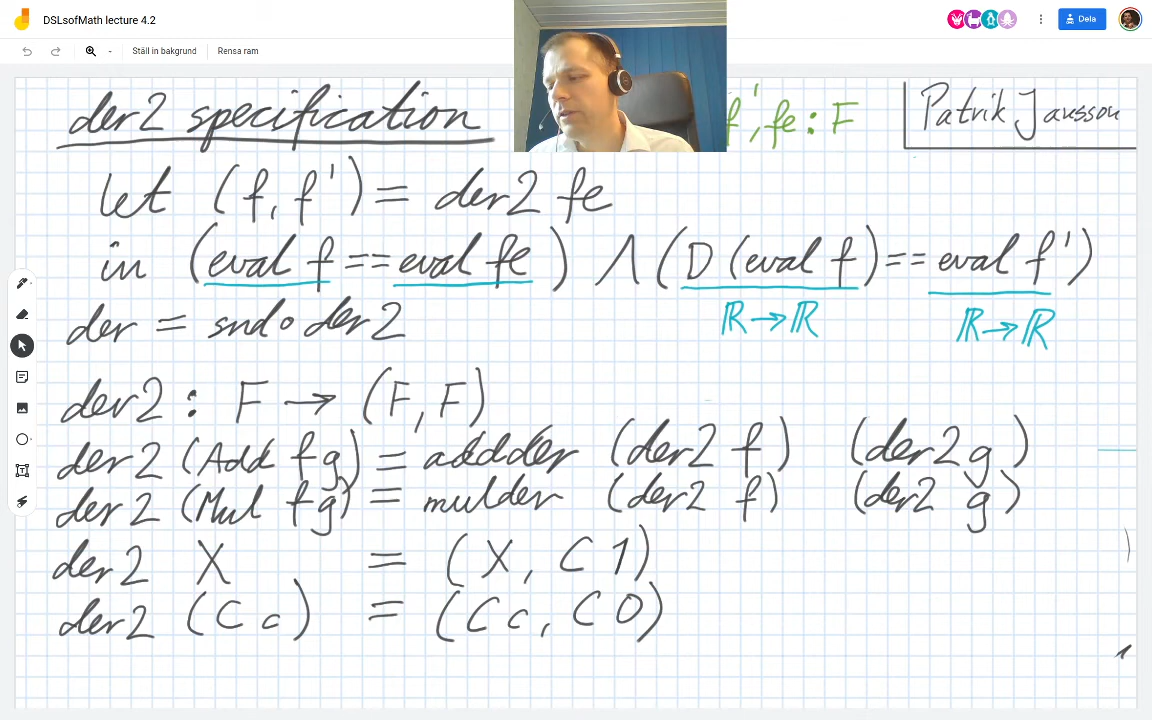 DSLsofMath lecture 4.2
Dela
Ställ in bakgrund
Rensa ram
der2 specification
f', fe : F
Patrik Jansson
let (f, f') = der2 fe
in (eval f == eval fe) ∧ (D (eval f) == eval f')
ℝ→ℝ ℝ→ℝ
der = snd∘ der2
der2 : F → (F, F)
der2 (Add f g) = addder (der2 f) (der2 g)
der2 (Mul f g) = mulder (der2 f) (der2 g)
der2 X = (X, C 1)
der2 (C c) = (C c, C 0)